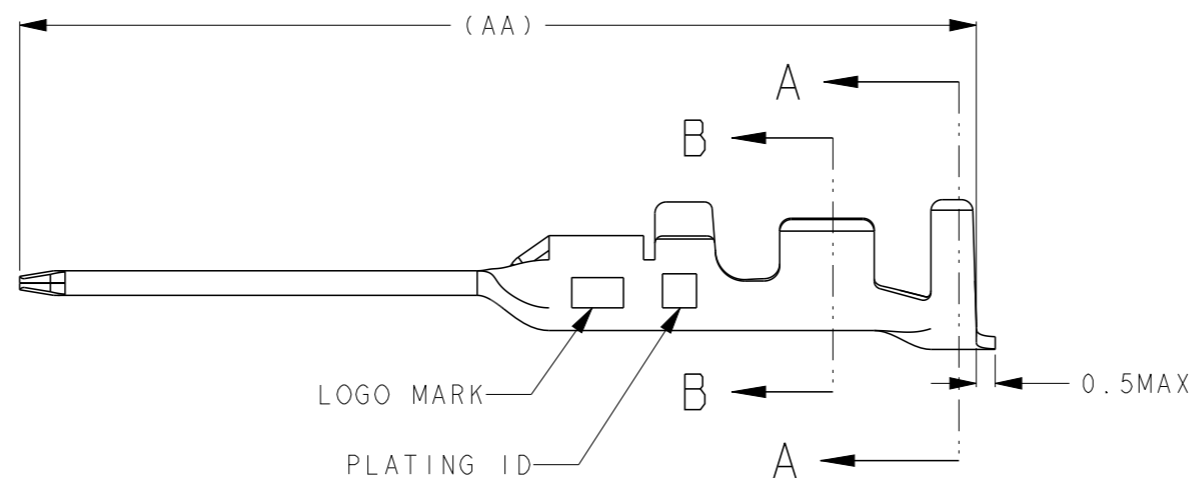 (AA)
A
B
LOGO MARK
B
0.5MAX
PLATING ID
A